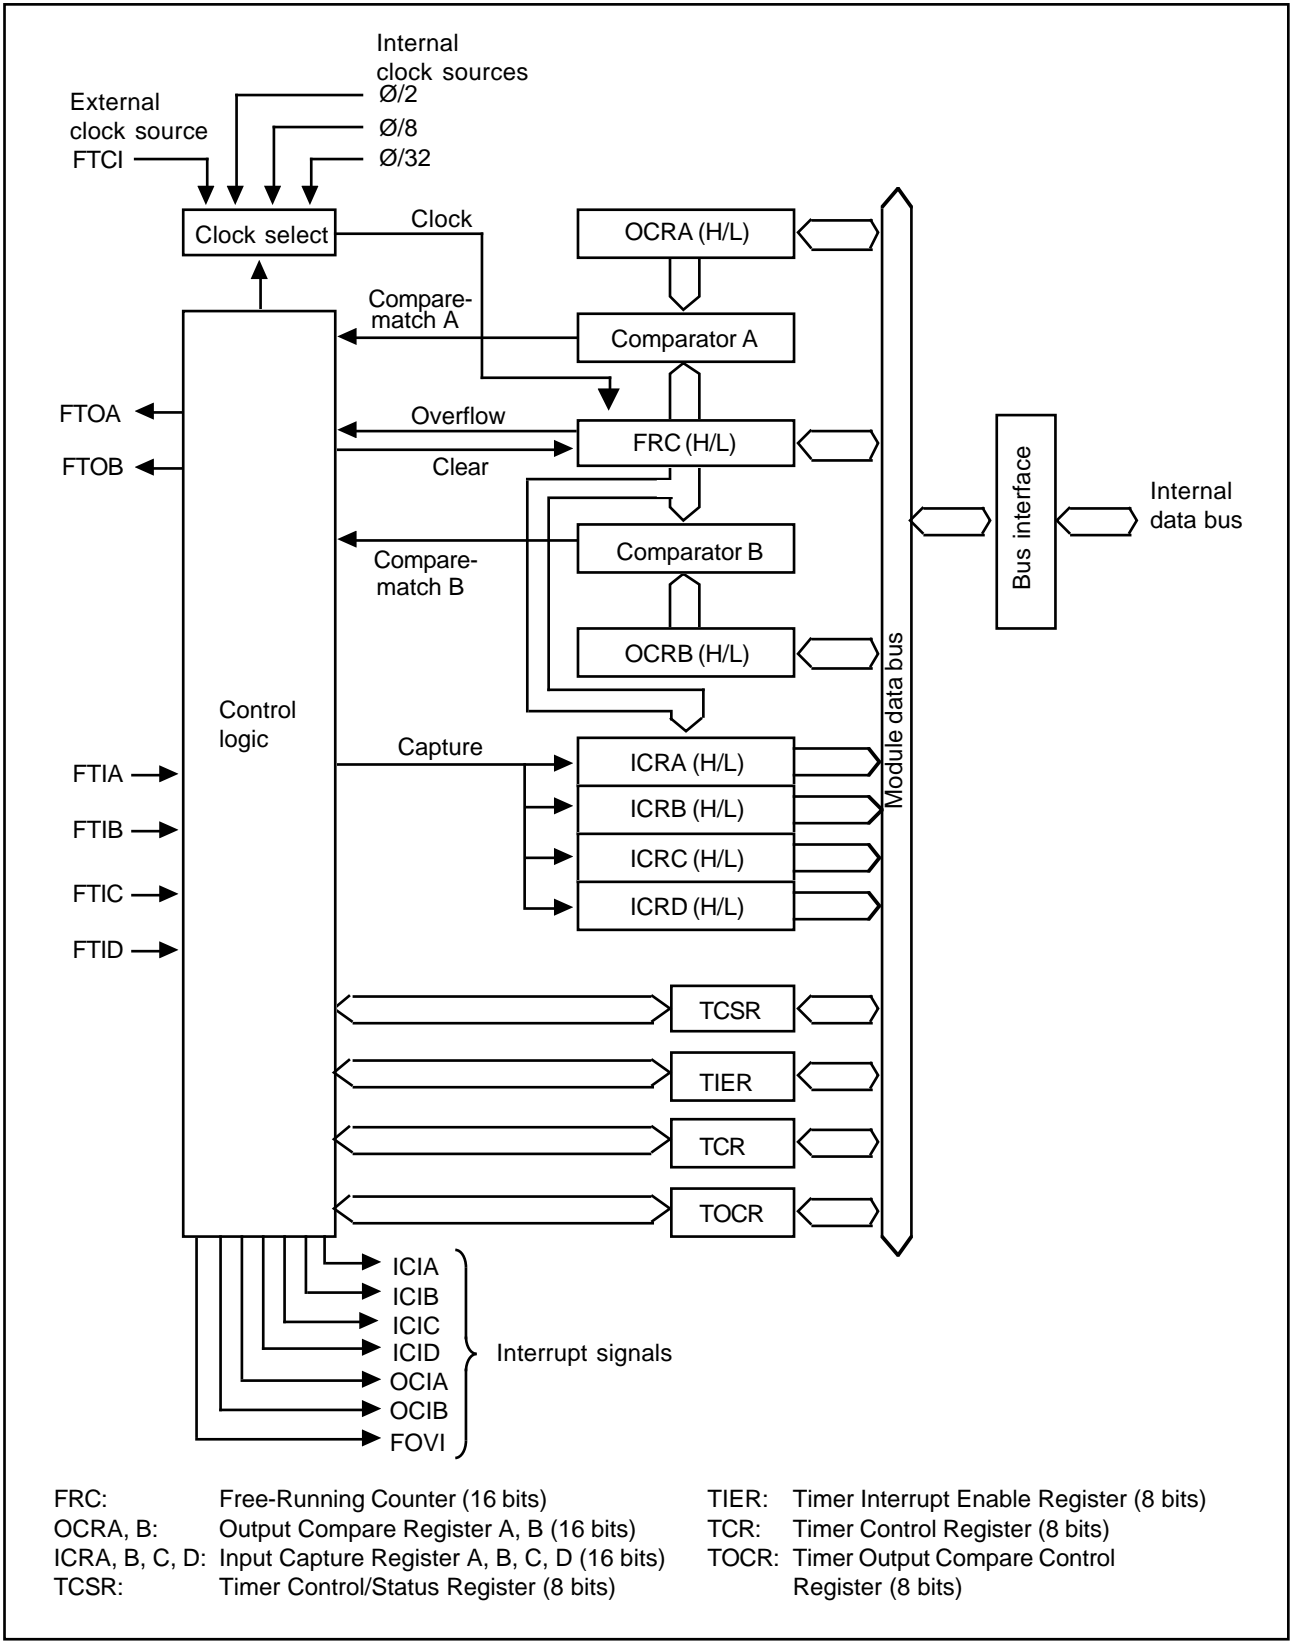 Internal
clock sources
Ø/2
External
clock source
Ø/8
FTCI
Ø/32
Clock select
Clock
OCRA (H/L)
Compare-
match A
Comparator A
FTOA
Overflow
FRC (H/L)
FTOB
Clear
Bus interface
Internal
data bus
Comparator B
Compare-
match B
OCRB (H/L)
Module data bus
Control
logic
Capture
FTIA
ICRA (H/L)
ICRB (H/L)
FTIB
ICRC (H/L)
FTIC
ICRD (H/L)
FTID
TCSR
TIER
TCR
TOCR
ICIA
ICIB
ICIC
ICID
Interrupt signals
OCIA
OCIB
FOVI
FRC: Free-Running Counter (16 bits)
OCRA, B: Output Compare Register A, B (16 bits)
ICRA, B, C, D: Input Capture Register A, B, C, D (16 bits)
TCSR: Timer Control/Status Register (8 bits)
TIER: Timer Interrupt Enable Register (8 bits)
TCR: Timer Control Register (8 bits)
TOCR: Timer Output Compare Control
Register (8 bits)